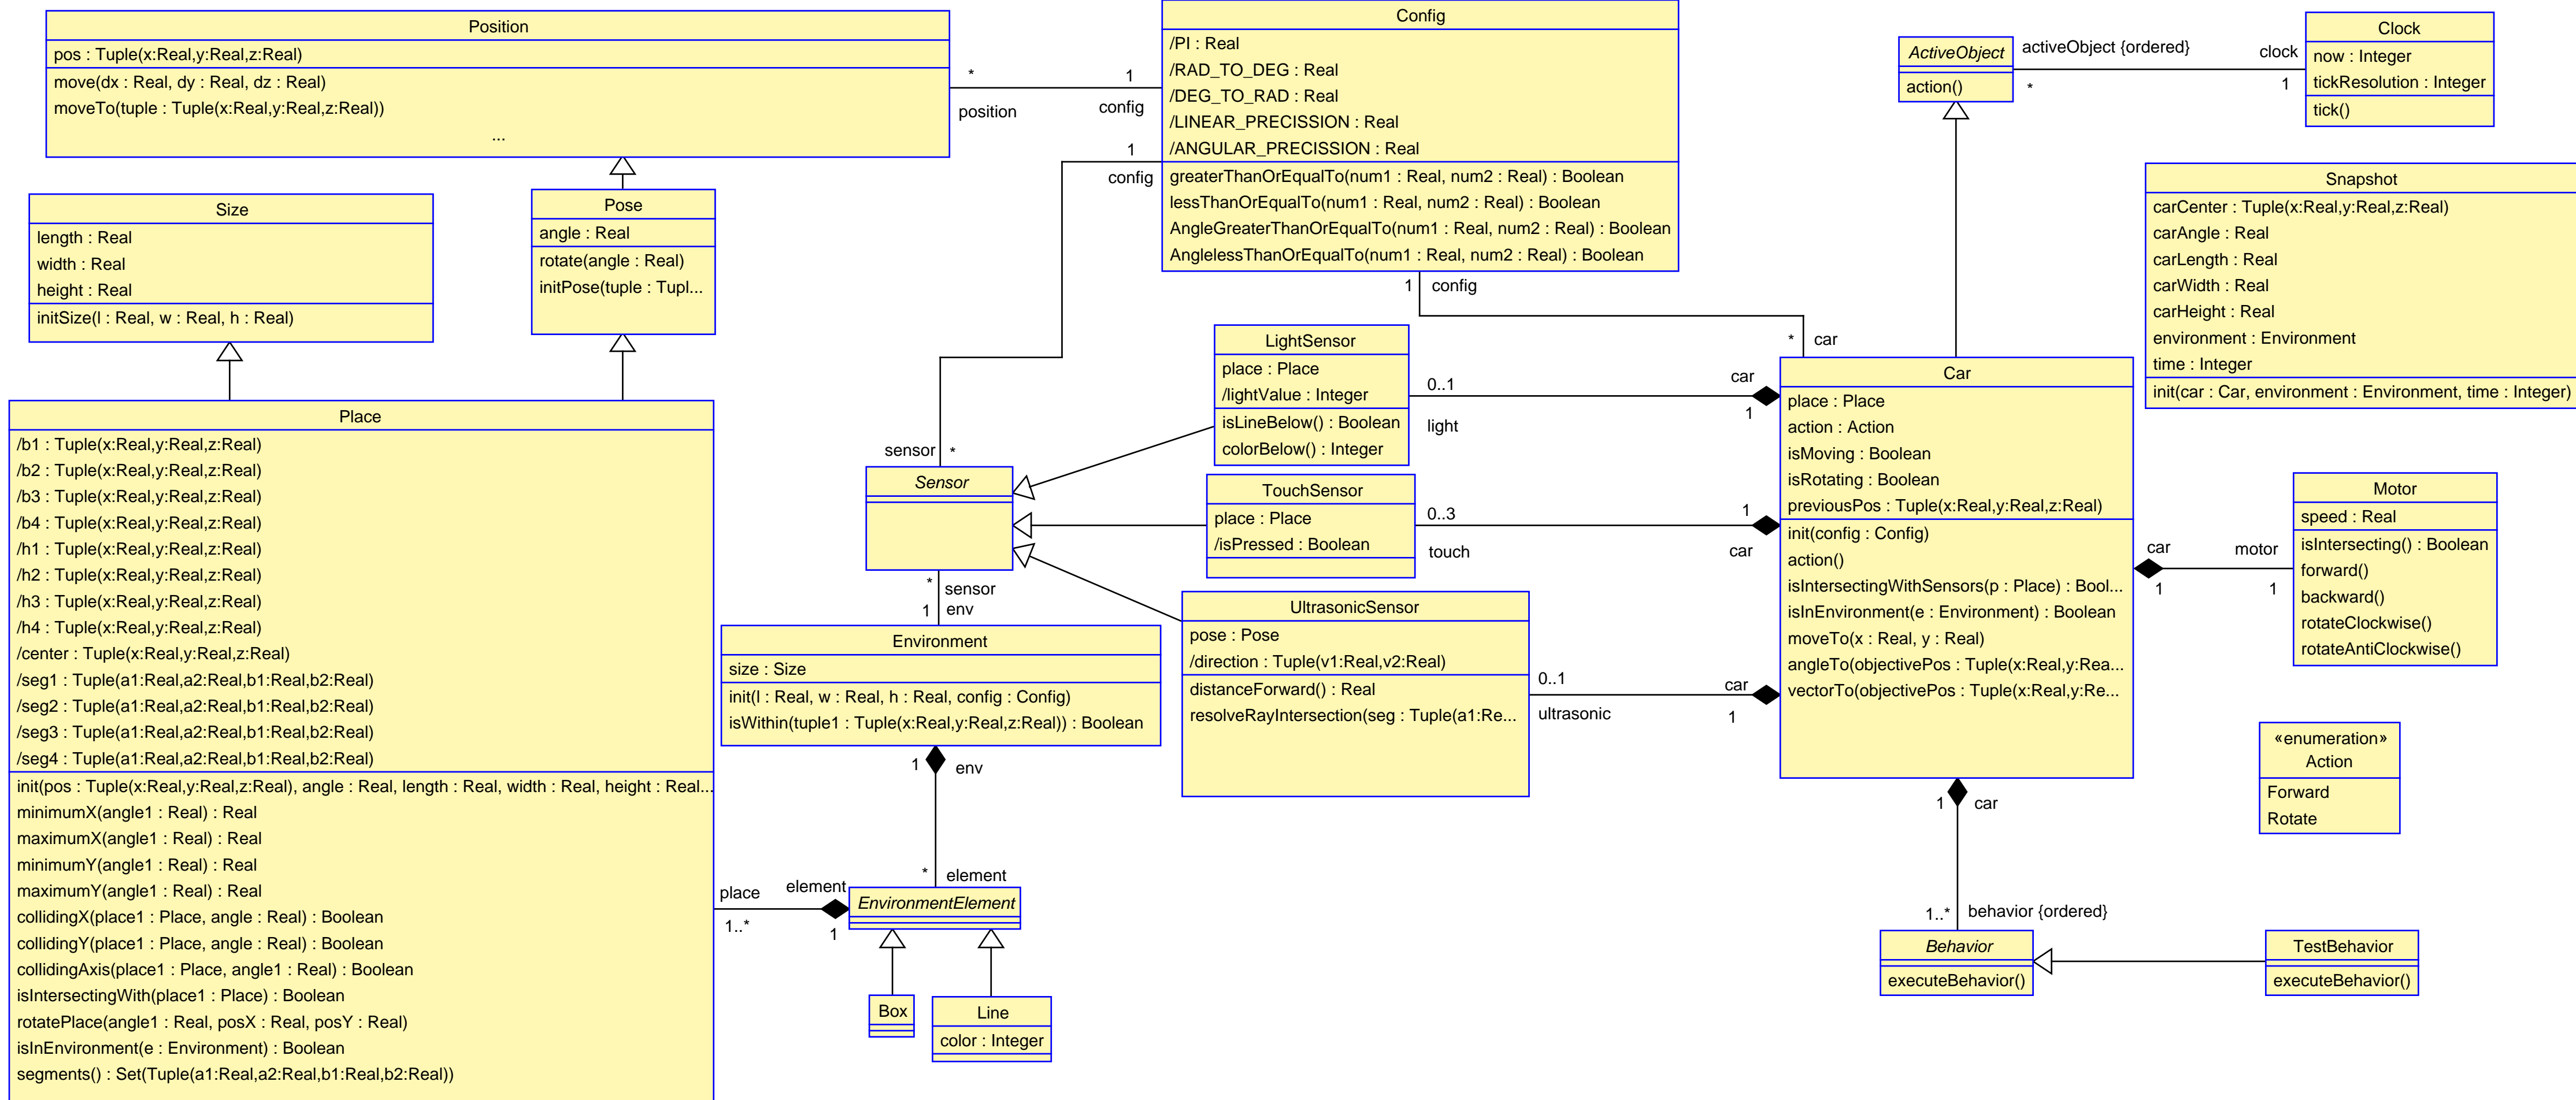 Position
pos : Tuple(x:Real,y:Real,z:Real)
move(dx : Real, dy : Real, dz : Real)
moveTo(tuple : Tuple(x:Real,y:Real,z:Real))
...
*
position
1
config
Config
/PI : Real
/RAD_TO_DEG : Real
/DEG_TO_RAD : Real
/LINEAR_PRECISSION : Real
/ANGULAR_PRECISSION : Real
greaterThanOrEqualTo(num1 : Real, num2 : Real) : Boolean
lessThanOrEqualTo(num1 : Real, num2 : Real) : Boolean
AngleGreaterThanOrEqualTo(num1 : Real, num2 : Real) : Boolean
AnglelessThanOrEqualTo(num1 : Real, num2 : Real) : Boolean
1
config
1 config
* car
ActiveObject
action()
activeObject {ordered}
*
clock
1
Clock
now : Integer
tickResolution : Integer
tick()
Snapshot
carCenter : Tuple(x:Real,y:Real,z:Real)
carAngle : Real
carLength : Real
carWidth : Real
carHeight : Real
environment : Environment
time : Integer
init(car : Car, environment : Environment, time : Integer)
Size
length : Real
width : Real
height : Real
initSize(l : Real, w : Real, h : Real)
Pose
angle : Real
rotate(angle : Real)
initPose(tuple : Tupl...
Place
/b1 : Tuple(x:Real,y:Real,z:Real)
/b2 : Tuple(x:Real,y:Real,z:Real)
/b3 : Tuple(x:Real,y:Real,z:Real)
/b4 : Tuple(x:Real,y:Real,z:Real)
/h1 : Tuple(x:Real,y:Real,z:Real)
/h2 : Tuple(x:Real,y:Real,z:Real)
/h3 : Tuple(x:Real,y:Real,z:Real)
/h4 : Tuple(x:Real,y:Real,z:Real)
/center : Tuple(x:Real,y:Real,z:Real)
/seg1 : Tuple(a1:Real,a2:Real,b1:Real,b2:Real)
/seg2 : Tuple(a1:Real,a2:Real,b1:Real,b2:Real)
/seg3 : Tuple(a1:Real,a2:Real,b1:Real,b2:Real)
/seg4 : Tuple(a1:Real,a2:Real,b1:Real,b2:Real)
init(pos : Tuple(x:Real,y:Real,z:Real), angle : Real, length : Real, width : Real, height : Real...
minimumX(angle1 : Real) : Real
maximumX(angle1 : Real) : Real
minimumY(angle1 : Real) : Real
maximumY(angle1 : Real) : Real
collidingX(place1 : Place, angle : Real) : Boolean
collidingY(place1 : Place, angle : Real) : Boolean
collidingAxis(place1 : Place, angle1 : Real) : Boolean
isIntersectingWith(place1 : Place) : Boolean
rotatePlace(angle1 : Real, posX : Real, posY : Real)
isInEnvironment(e : Environment) : Boolean
segments() : Set(Tuple(a1:Real,a2:Real,b1:Real,b2:Real))
sensor *
Sensor
* sensor
1 env
Environment
size : Size
init(l : Real, w : Real, h : Real, config : Config)
isWithin(tuple1 : Tuple(x:Real,y:Real,z:Real)) : Boolean
1 env
* element
place
1..*
element
1
EnvironmentElement
Box
Line
color : Integer
LightSensor
place : Place
/lightValue : Integer
isLineBelow() : Boolean
colorBelow() : Integer
0..1
light
car
1
TouchSensor
place : Place
/isPressed : Boolean
0..3
touch
1
car
UltrasonicSensor
pose : Pose
/direction : Tuple(v1:Real,v2:Real)
distanceForward() : Real
resolveRayIntersection(seg : Tuple(a1:Re...
0..1
ultrasonic
car
1
Car
place : Place
action : Action
isMoving : Boolean
isRotating : Boolean
previousPos : Tuple(x:Real,y:Real,z:Real)
init(config : Config)
action()
isIntersectingWithSensors(p : Place) : Bool...
isInEnvironment(e : Environment) : Boolean
moveTo(x : Real, y : Real)
angleTo(objectivePos : Tuple(x:Real,y:Rea...
vectorTo(objectivePos : Tuple(x:Real,y:Re...
car
1
motor
1
Motor
speed : Real
isIntersecting() : Boolean
forward()
backward()
rotateClockwise()
rotateAntiClockwise()
«enumeration»
Action
Forward
Rotate
1 car
1..* behavior {ordered}
Behavior
executeBehavior()
TestBehavior
executeBehavior()